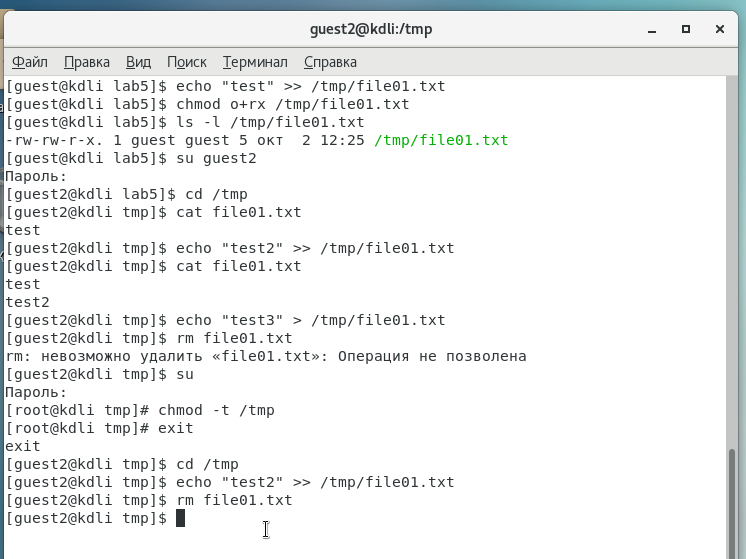 guest2@kdli:/tmp
Файл Правка Вид Поиск Терминал Справка
[guest@kdli lab5]$ echo "test" >> /tmp/file01.txt
[guest@kdli lab5]$ chmod o+rx /tmp/file01.txt
[guest@kdli lab5]$ ls -l /tmp/file01.txt
-rw-rw-r-x. 1 guest guest 5 окт  2 12:25 /tmp/file01.txt
[guest@kdli lab5]$ su guest2
Пароль:
[guest2@kdli lab5]$ cd /tmp
[guest2@kdli tmp]$ cat file01.txt
test
[guest2@kdli tmp]$ echo "test2" >> /tmp/file01.txt
[guest2@kdli tmp]$ cat file01.txt
test
test2
[guest2@kdli tmp]$ echo "test3" > /tmp/file01.txt
[guest2@kdli tmp]$ rm file01.txt
rm: невозможно удалить «file01.txt»: Операция не позволена
[guest2@kdli tmp]$ su
Пароль:
[root@kdli tmp]# chmod -t /tmp
[root@kdli tmp]# exit
exit
[guest2@kdli tmp]$ cd /tmp
[guest2@kdli tmp]$ echo "test2" >> /tmp/file01.txt
[guest2@kdli tmp]$ rm file01.txt
[guest2@kdli tmp]$